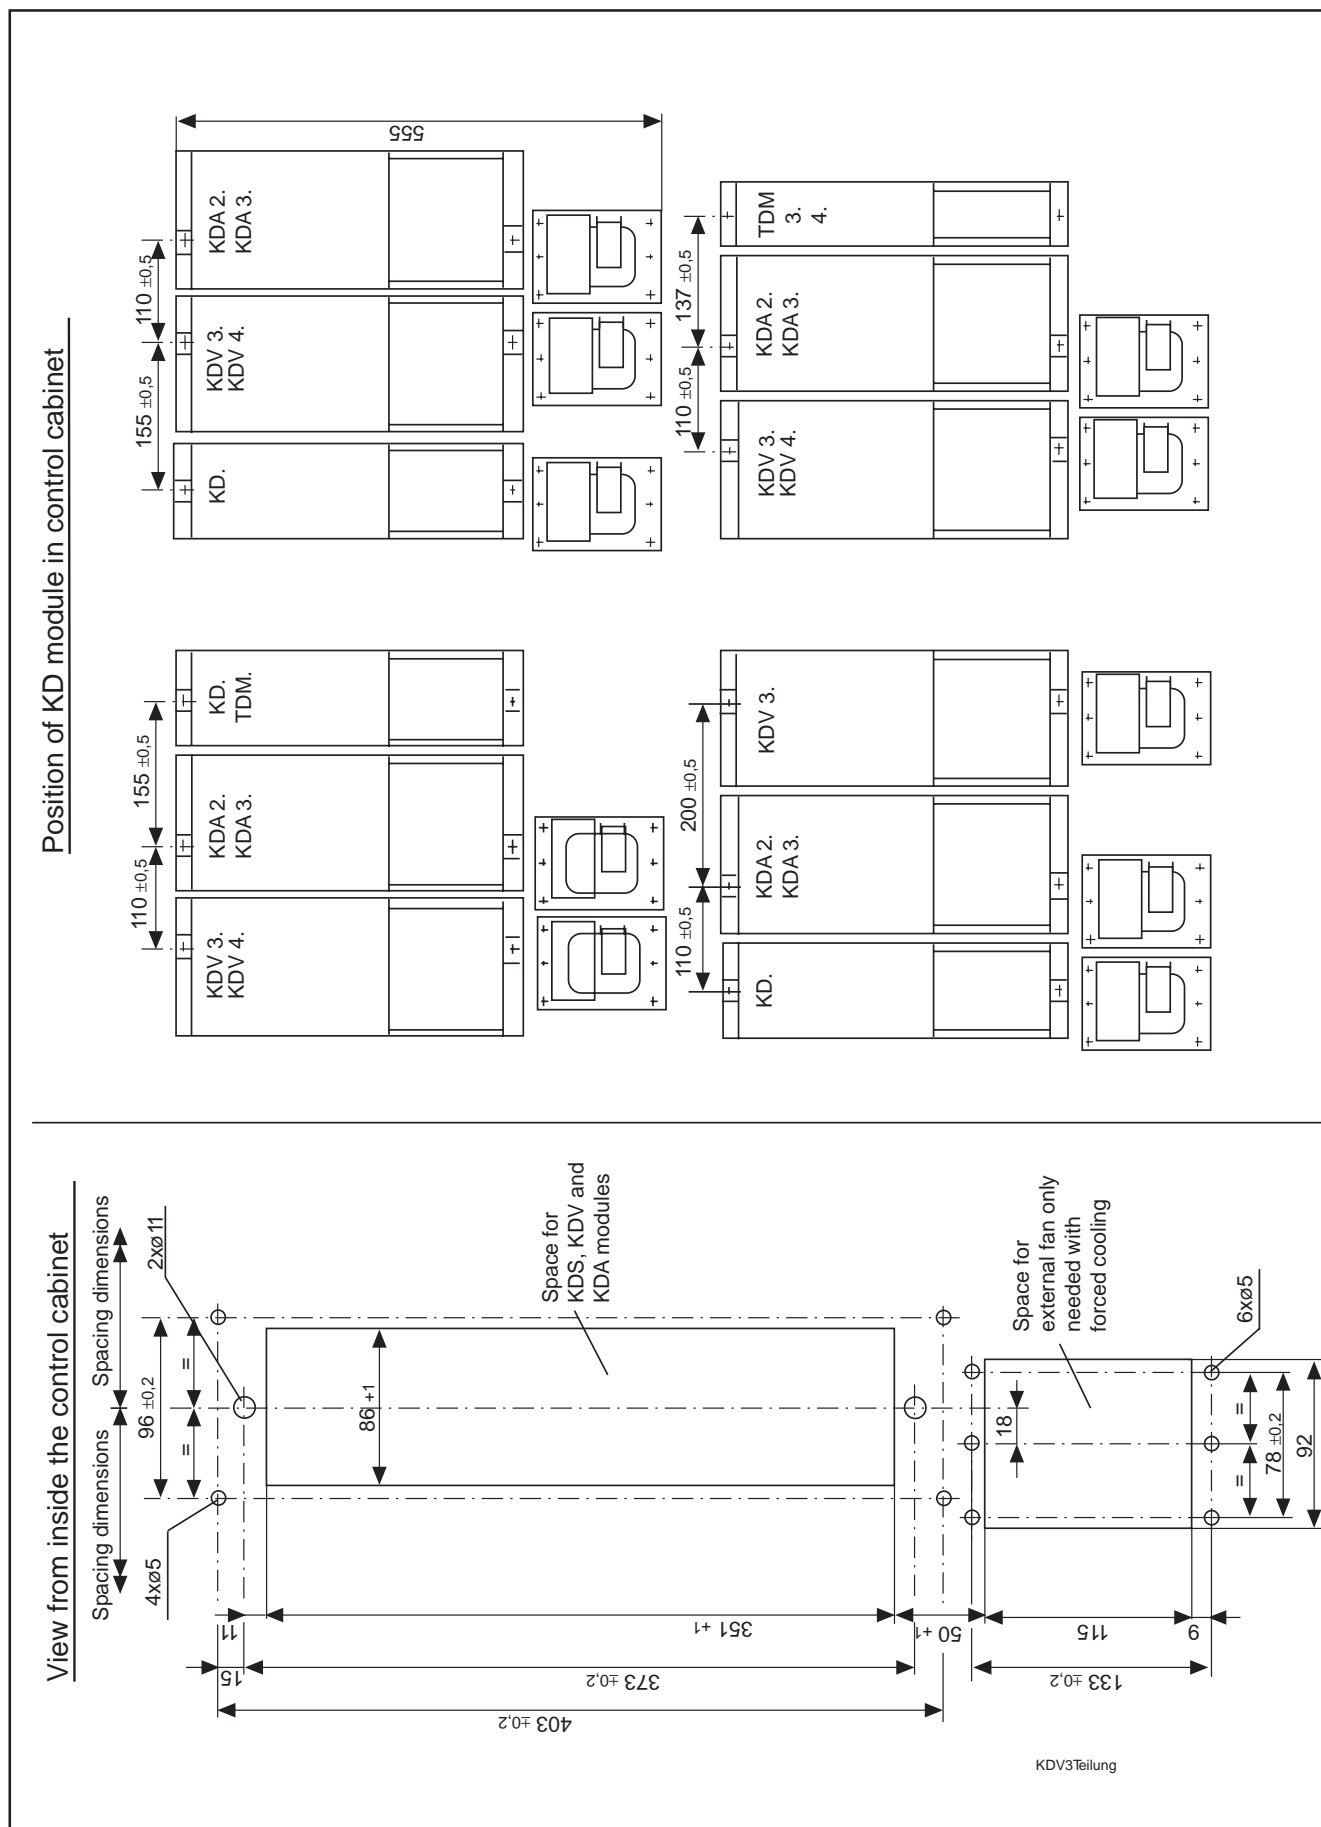 View from inside the control cabinet
Spacing dimensions
Spacing dimensions
4xø5
2xø11
96 ±0,2
=
=
86 +1
Space for
KDS, KDV and
KDA modules
11
15
351 +1
373 ±0,2
403 ±0,2
50 +1
Space for
external fan only
needed with
forced cooling
18
6xø5
=
=
78 ±0,2
92
115
9
133 ±0,2
KDV3Teilung
Position of KD module in control cabinet
110 ±0,5
155 ±0,5
KDV 3.
KDV 4.
KDA 2.
KDA 3.
KD.
TDM.
155 ±0,5
110 ±0,5
KD.
KDV 3.
KDV 4.
KDA 2.
KDA 3.
555
110 ±0,5
200 ±0,5
KD.
KDA 2.
KDA 3.
KDV 3.
110 ±0,5
137 ±0,5
KDV 3.
KDV 4.
KDA 2.
KDA 3.
TDM
3.
4.